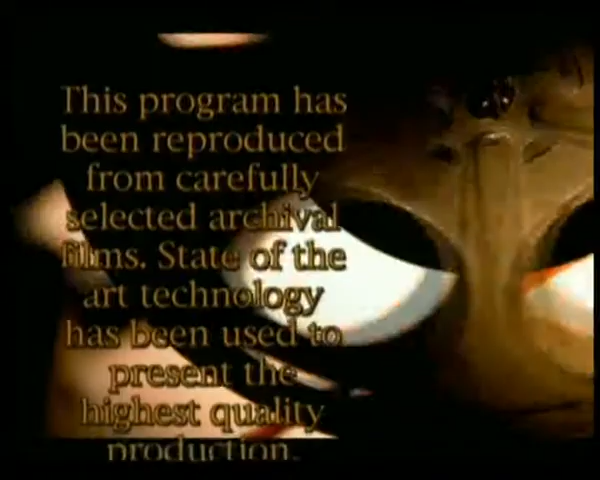 This program has
been reproduced
from carefully
selected archival
films. State of the
art technology
has been used to
present the
highest quality
production.